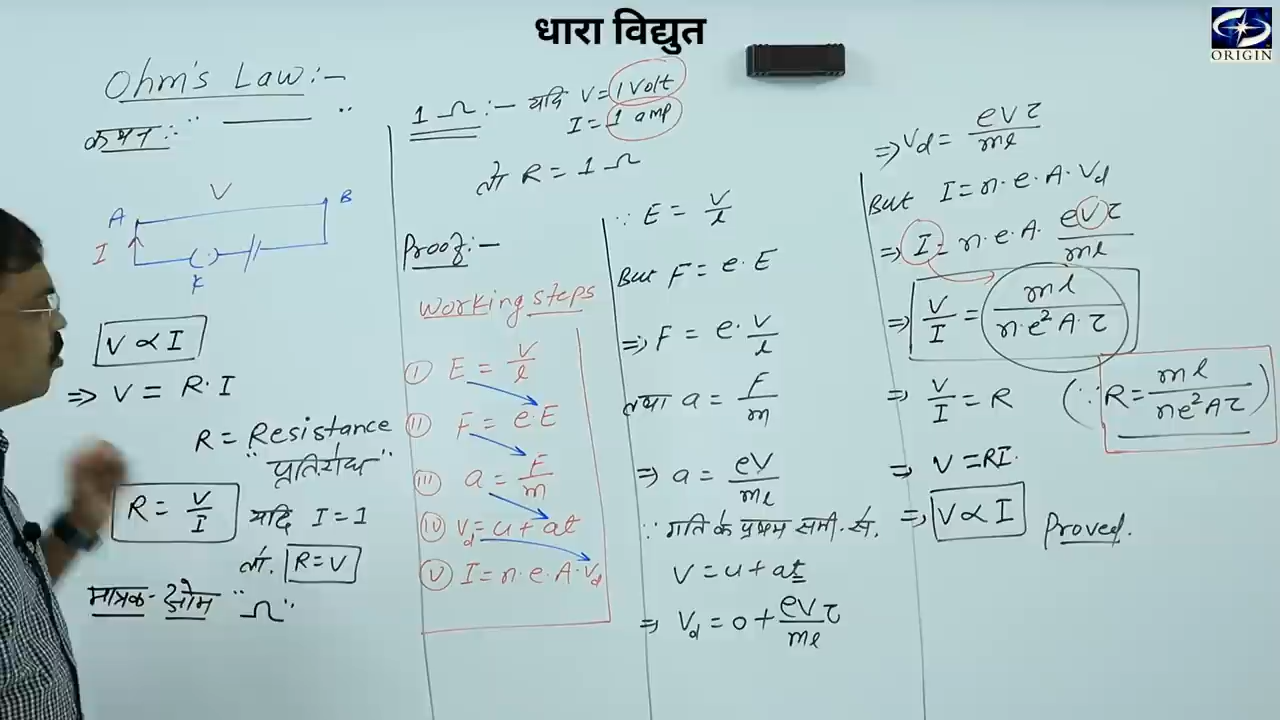 धारा विद्युत
ORIGIN
Ohm's Law:-
कथन:- " ——— "
V
A
B
I
K
V ∝ I
⇒ V = R·I
R = Resistance
"प्रतिरोध"
R = V/I यदि I = 1
तो. R = V
मात्रक - ओम "Ω"
1 Ω :- यदि V = 1 Volt
I = 1 amp
तो R = 1 Ω
Proof:-
Working steps
(i) E = V/l
(ii) F = e·E
(iii) a = F/m
(iv) Vd = u + at
(v) I = n·e·A·Vd
∵ E = V/l
But F = e·E
⇒ F = e·V/l
तथा a = F/m
⇒ a = eV/ml
∵ गति के प्रथम समी. से.
V = u + at
⇒ Vd = 0 + eVτ/ml
⇒ Vd = eVτ/ml
But I = n·e·A·Vd
⇒ I = n·e·A· eVτ/ml
⇒ V/I = ml/n·e²A·τ
⇒ V/I = R (∵ R = ml/ne²Aτ)
⇒ V = RI.
⇒ V ∝ I Proved.